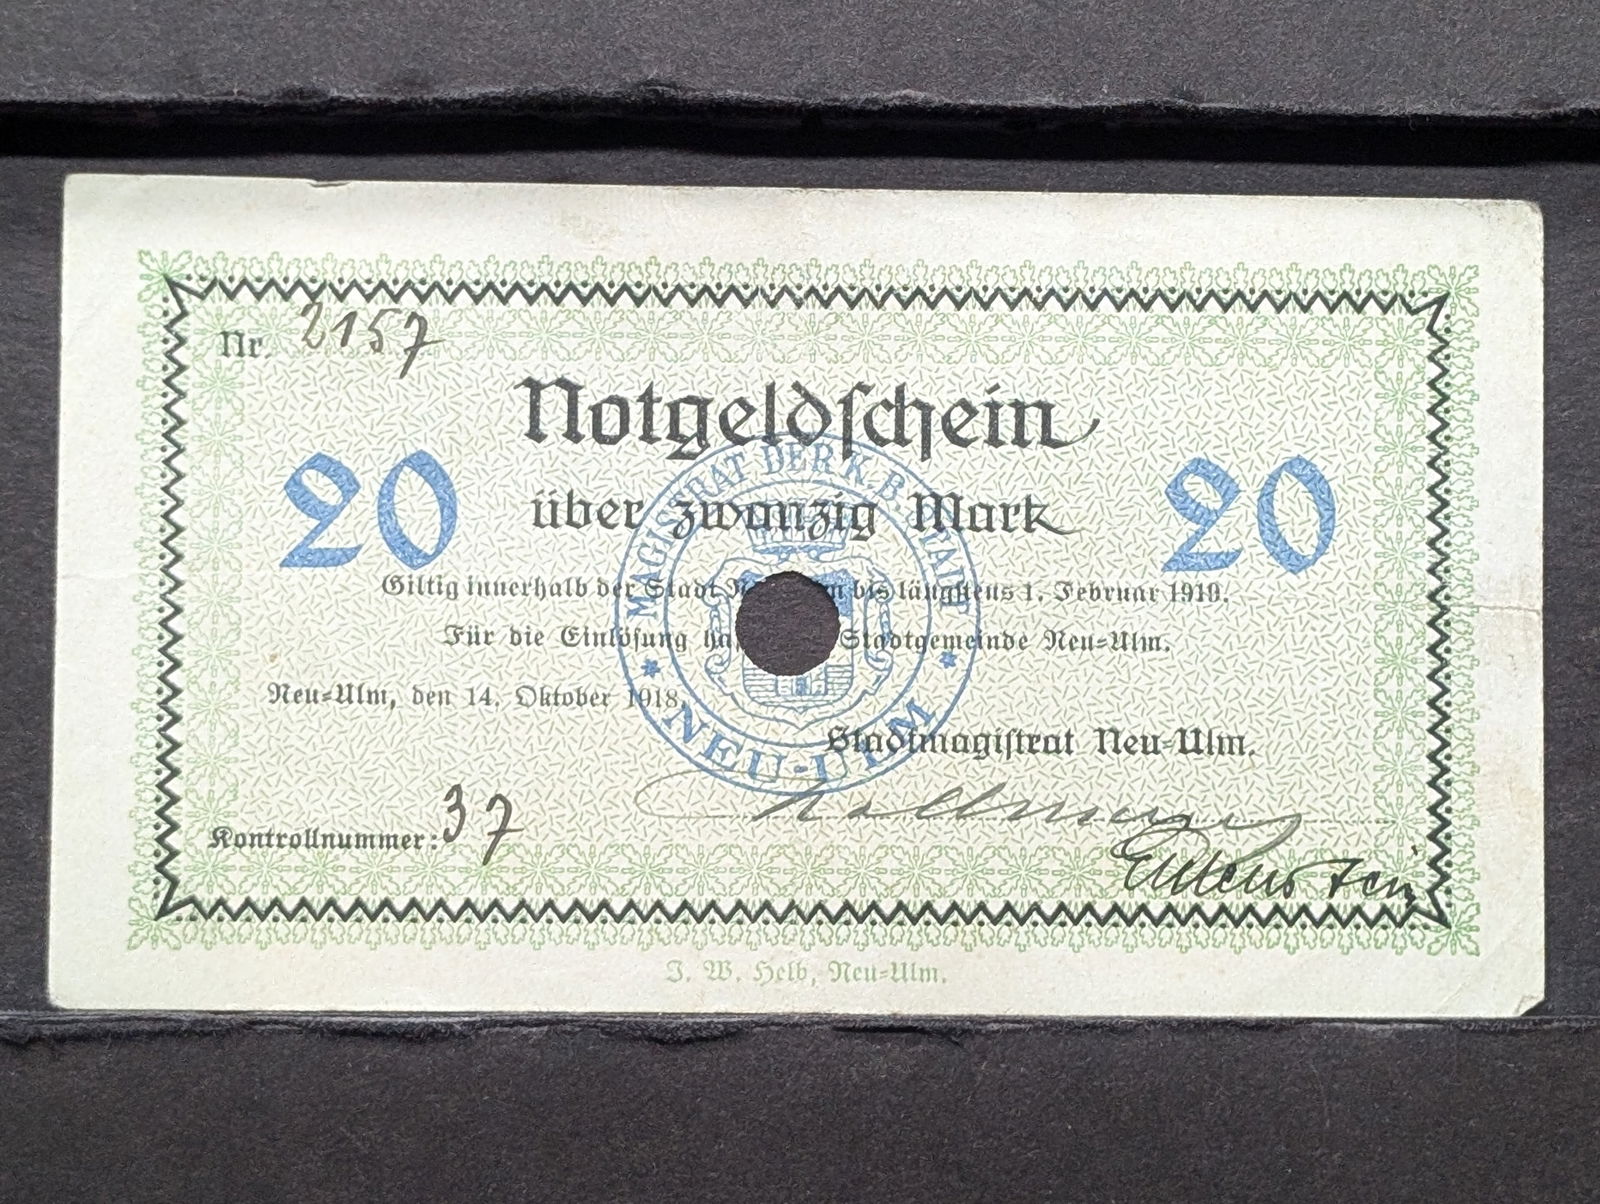 Nr. 2157
Notgeldschein
20 über zwanzig Mark 20
Giltig innerhalb der Stadt bis längstens 1. Februar 1919.
Für die Einlösung Stadtgemeinde Neu-Ulm.
Neu-Ulm, den 14. Oktober 1918.
MAGISTRAT DER K. B. STADT
NEU-ULM
Stadtmagistrat Neu-Ulm.
Kontrollnummer: 37
J. W. Helb, Neu-Ulm.